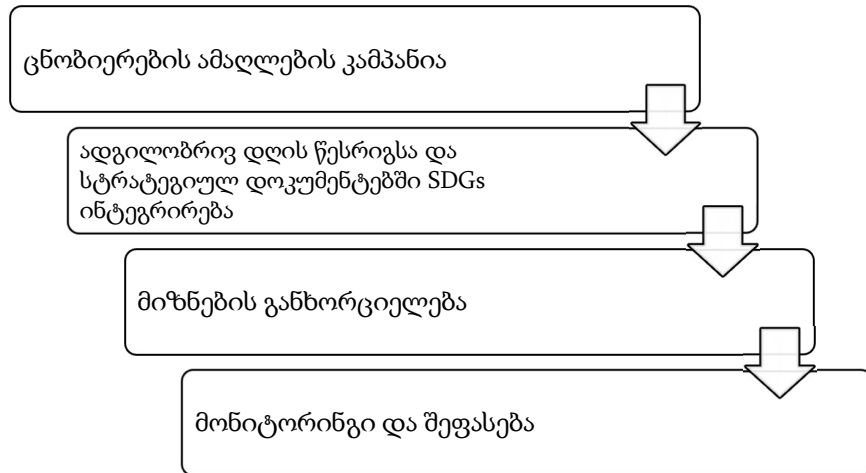 ცნობიერების ამაღლების კამპანია
ადგილობრივ დღის წესრიგსა და
სტრატეგიულ დოკუმენტებში SDGs
ინტეგრირება
მიზნების განხორციელება
მონიტორინგი და შეფასება